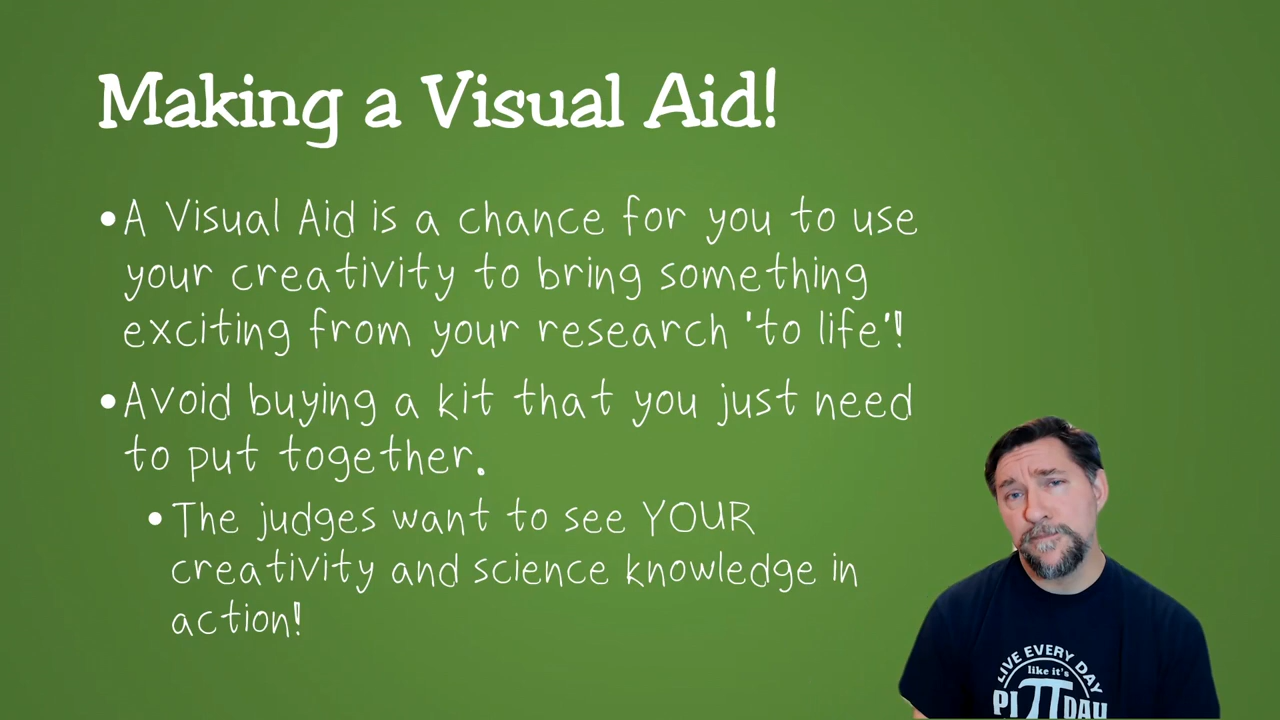 Making a Visual Aid!
•A Visual Aid is a chance for you to use
your creativity to bring something
exciting from your research 'to life'!
•Avoid buying a kit that you just need
to put together.
•The judges want to see YOUR
creativity and science knowledge in
action!
LIVE EVERY DAY
like it's
PI π DAY